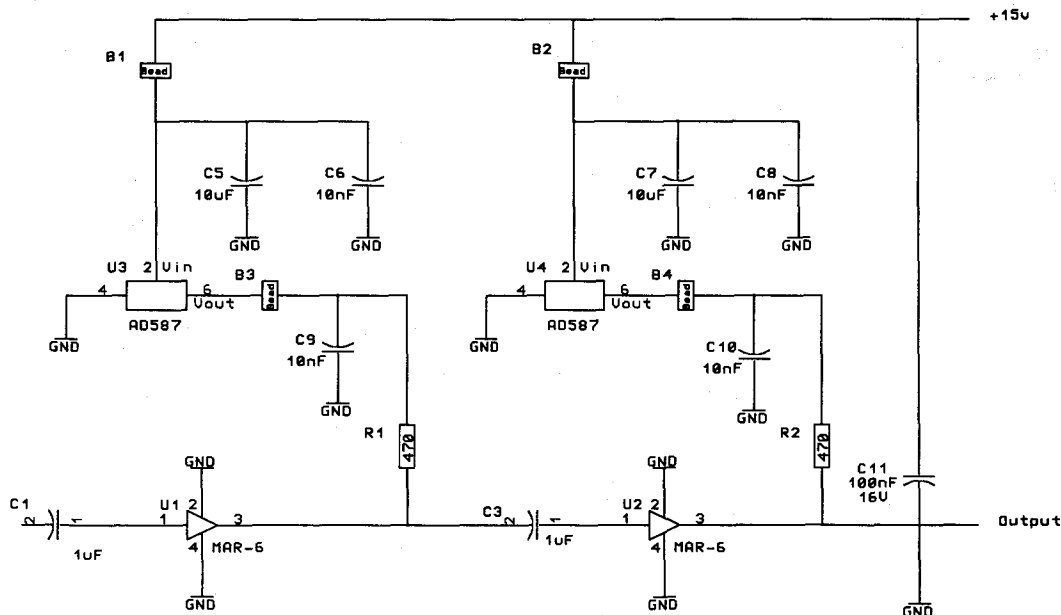 +15v
B1
Bead
B2
Bead
C5
10uF
C6
10nF
C7
10uF
C8
10nF
GND
GND
GND
GND
U3
2
Vin
B3
4
6
Bead
Vout
AD587
GND
C9
10nF
GND
U4
2
Vin
B4
4
6
Bead
Vout
AD587
GND
C10
10nF
GND
R1
470
R2
470
C11
100nF
16V
GND
GND
C1
2
1
1uF
U1
2
1
3
4
MAR-6
GND
C3
2
1
1uF
U2
2
1
3
4
MAR-6
GND
Output
GND